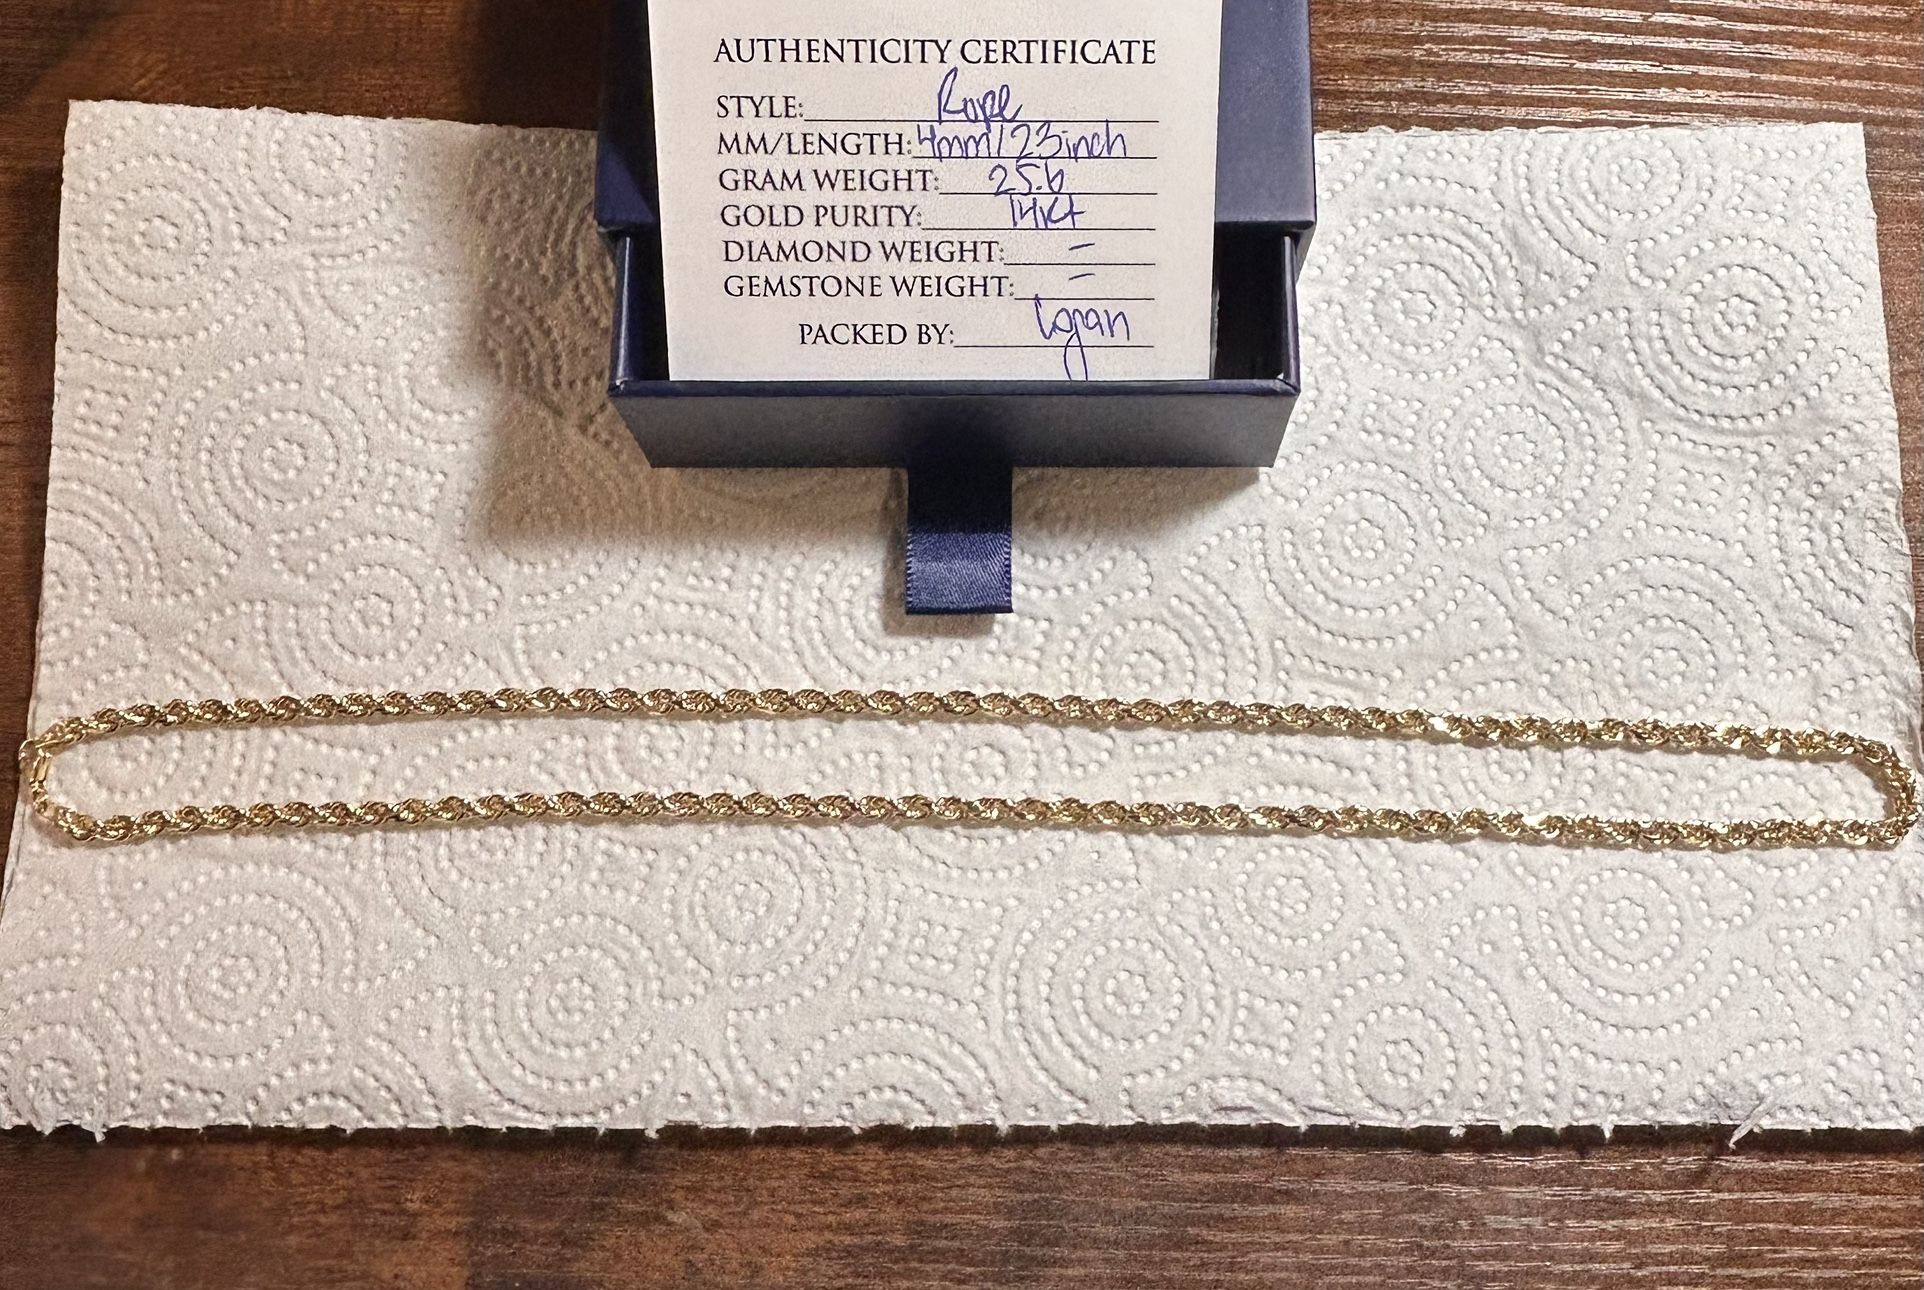 AUTHENTICITY CERTIFICATE
STYLE: Rope
MM/LENGTH: 4mm/23inch
GRAM WEIGHT: 25.6
GOLD PURITY: 14kt
DIAMOND WEIGHT: -
GEMSTONE WEIGHT: -
PACKED BY: Logan